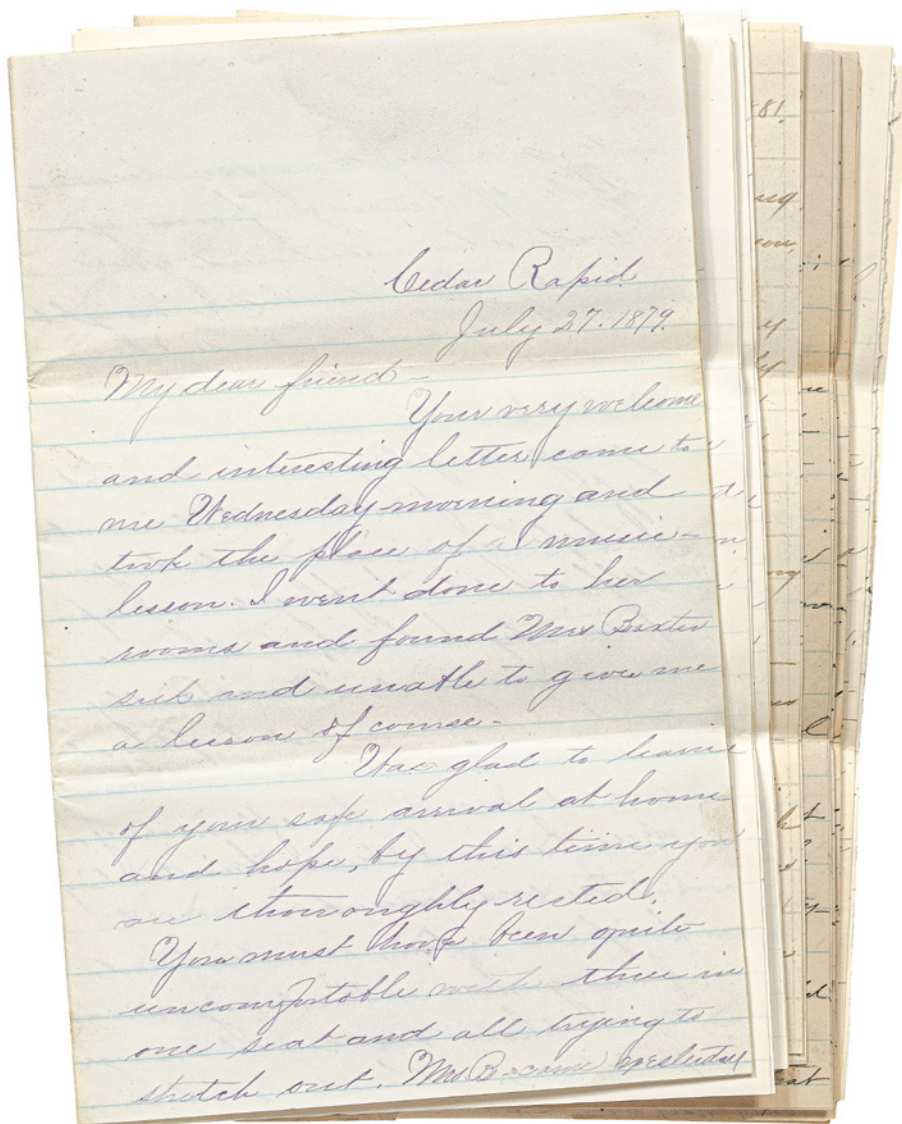 Cedar Rapid
July 27. 1879.
My dear friend -
Your very welcome
and interesting letter came to
me Wednesday morning and
took the place of a music-
lesson. I went done to her
rooms and found Mrs Baxter
sick and unable to give me
a lesson of course -
Was glad to learn
of your safe arrival at home
and hope, by this time you
are thoroughly rested.
You must have been quite
uncomfortable with three in
one seat and all trying to
stretch out. Mr. B. came yesterday